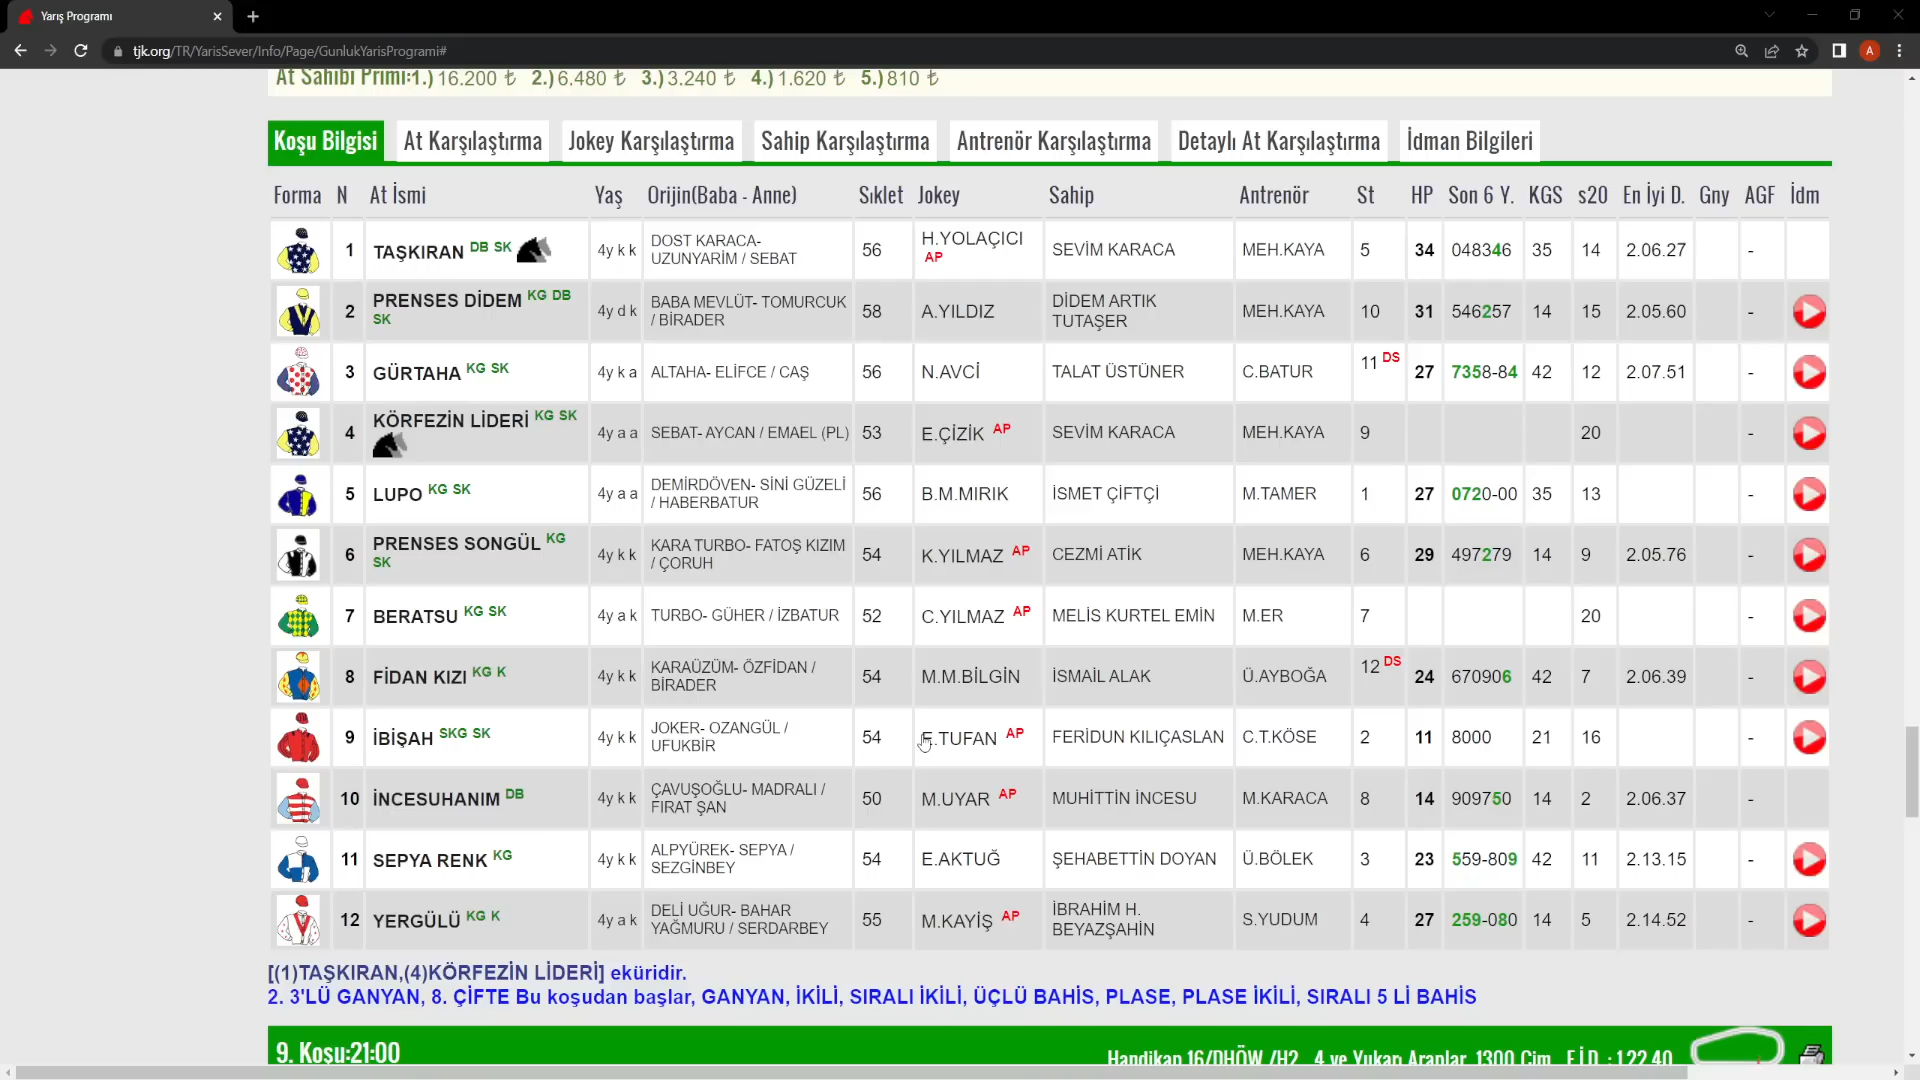 Yarış Programı
tjk.org/TR/YarisSever/Info/Page/GunlukYarisProgrami#
A
At Sahibi Primi:1.) 16.200 ₺ 2.) 6.480 ₺ 3.) 3.240 ₺ 4.) 1.620 ₺ 5.) 810 ₺
Koşu Bilgisi At Karşılaştırma Jokey Karşılaştırma Sahip Karşılaştırma Antrenör Karşılaştırma Detaylı At Karşılaştırma İdman Bilgileri
Forma N At İsmi Yaş Orijin(Baba - Anne) Sıklet Jokey Sahip Antrenör St HP Son 6 Y. KGS s20 En İyi D. Gny AGF İdm
1 TAŞKIRAN DB SK 4y k k DOST KARACA- UZUNYARİM / SEBAT 56 H.YOLAÇICI AP SEVİM KARACA MEH.KAYA 5 34 048346 35 14 2.06.27 -
2 PRENSES DİDEM KG DB SK 4y d k BABA MEVLÜT- TOMURCUK / BİRADER 58 A.YILDIZ DİDEM ARTIK TUTAŞER MEH.KAYA 10 31 546257 14 15 2.05.60 -
3 GÜRTAHA KG SK 4y k a ALTAHA- ELİFCE / CAŞ 56 N.AVCİ TALAT ÜSTÜNER C.BATUR 11 DS 27 7358-84 42 12 2.07.51 -
4 KÖRFEZİN LİDERİ KG SK 4y a a SEBAT- AYCAN / EMAEL (PL) 53 E.ÇİZİK AP SEVİM KARACA MEH.KAYA 9 20 -
5 LUPO KG SK 4y a a DEMİRDÖVEN- SİNİ GÜZELİ / HABERBATUR 56 B.M.MIRIK İSMET ÇİFTÇİ M.TAMER 1 27 0720-00 35 13 -
6 PRENSES SONGÜL KG SK 4y k k KARA TURBO- FATOŞ KIZIM / ÇORUH 54 K.YILMAZ AP CEZMİ ATİK MEH.KAYA 6 29 497279 14 9 2.05.76 -
7 BERATSU KG SK 4y a k TURBO- GÜHER / İZBATUR 52 C.YILMAZ AP MELİS KURTEL EMİN M.ER 7 20 -
8 FİDAN KIZI KG K 4y k k KARAÜZÜM- ÖZFİDAN / BİRADER 54 M.M.BİLGİN İSMAİL ALAK Ü.AYBOĞA 12 DS 24 670906 42 7 2.06.39 -
9 İBİŞAH SKG SK 4y k k JOKER- OZANGÜL / UFUKBİR 54 E.TUFAN AP FERİDUN KILIÇASLAN C.T.KÖSE 2 11 8000 21 16 -
10 İNCESUHANIM DB 4y k k ÇAVUŞOĞLU- MADRALI / FIRAT ŞAN 50 M.UYAR AP MUHİTTİN İNCESU M.KARACA 8 14 909750 14 2 2.06.37 -
11 SEPYA RENK KG 4y k k ALPYÜREK- SEPYA / SEZGİNBEY 54 E.AKTUĞ ŞEHABETTİN DOYAN Ü.BÖLEK 3 23 559-809 42 11 2.13.15 -
12 YERGÜLÜ KG K 4y a k DELİ UĞUR- BAHAR YAĞMURU / SERDARBEY 55 M.KAYİŞ AP İBRAHİM H. BEYAZŞAHİN S.YUDUM 4 27 259-080 14 5 2.14.52 -
[(1)TAŞKIRAN,(4)KÖRFEZİN LİDERİ] eküridir.
2. 3'LÜ GANYAN, 8. ÇİFTE Bu koşudan başlar, GANYAN, İKİLİ, SIRALI İKİLİ, ÜÇLÜ BAHİS, PLASE, PLASE İKİLİ, SIRALI 5 Lİ BAHİS
9. Koşu:21:00 Handikap 16/DHÖW /H2 , 4 ve Yukarı Araplar, 1300 Çim , E.İ.D. : 1.22.40